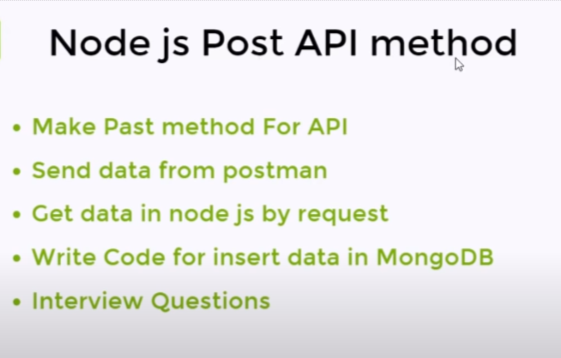 Node js Post API method
• Make Past method For API
• Send data from postman
• Get data in node js by request
• Write Code for insert data in MongoDB
• Interview Questions